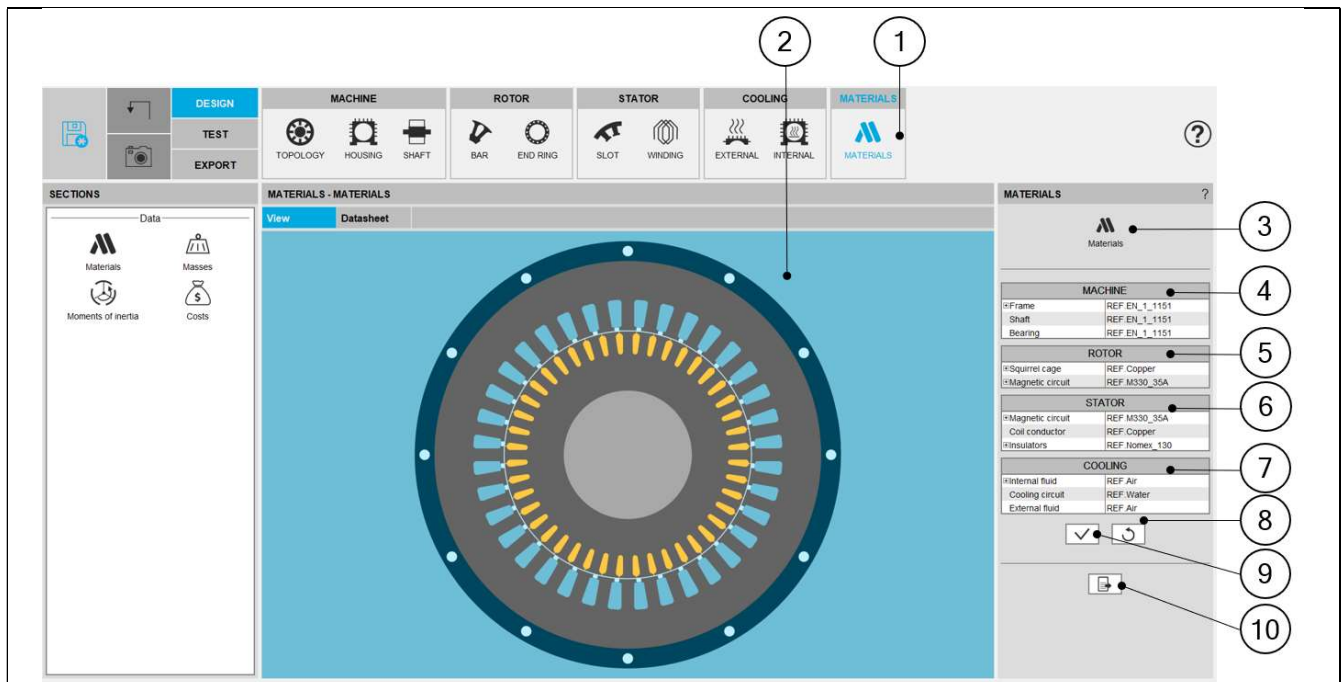 2 1
DESIGN MACHINE ROTOR STATOR COOLING MATERIALS
TEST
EXPORT
TOPOLOGY HOUSING SHAFT BAR END RING SLOT WINDING EXTERNAL INTERNAL MATERIALS
?
SECTIONS MATERIALS - MATERIALS MATERIALS ?
Data View Datasheet
Materials Masses
Moments of inertia Costs
$
Materials
3
MACHINE 4
Frame REF.EN_1_1151
Shaft REF.EN_1_1151
Bearing REF.EN_1_1151
ROTOR 5
Squirrel cage REF.Copper
Magnetic circuit REF.M330_35A
STATOR 6
Magnetic circuit REF.M330_35A
Coil conductor REF.Copper
Insulators REF.Nomex_130
COOLING 7
Internal fluid REF.Air
Cooling circuit REF.Water
External fluid REF.Air
8
9
10